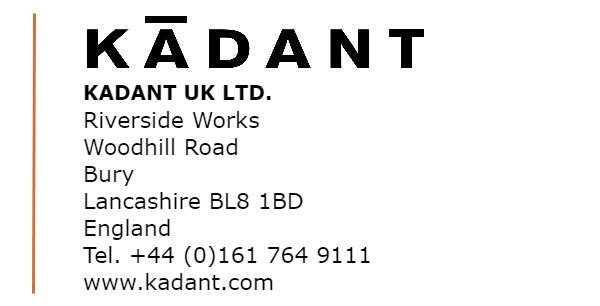 KĀDANT
KADANT UK LTD.
Riverside Works
Woodhill Road
Bury
Lancashire BL8 1BD
England
Tel. +44 (0)161 764 9111
www.kadant.com